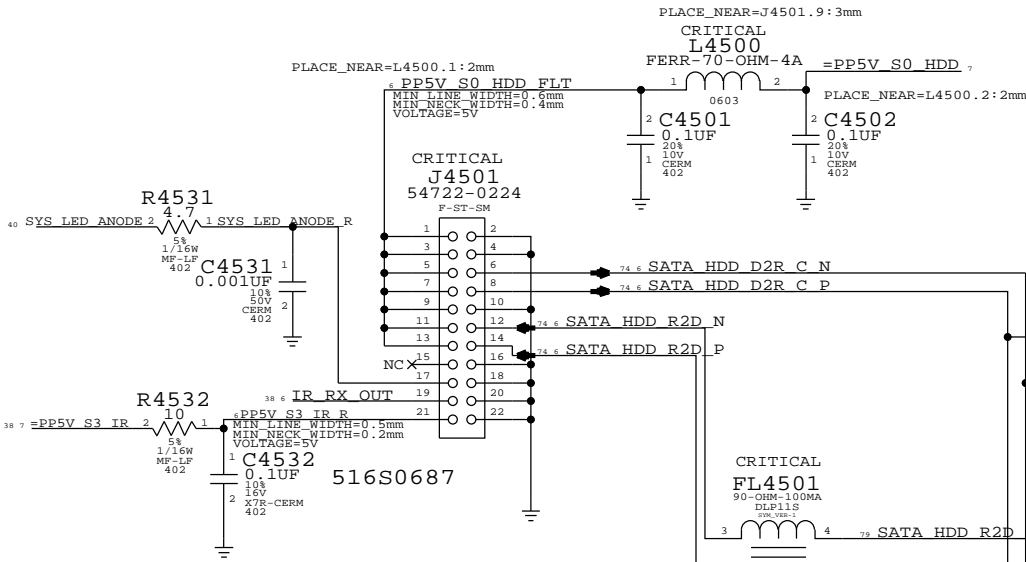 PLACE_NEAR=J4501.9:3mm
CRITICAL
L4500
FERR-70-OHM-4A
1 2
0603
=PP5V_S0_HDD 7
PLACE_NEAR=L4500.2:2mm
PLACE_NEAR=L4500.1:2mm
6 PP5V_S0_HDD_FLT
MIN_LINE_WIDTH=0.6mm
MIN_NECK_WIDTH=0.4mm
VOLTAGE=5V
2 C4501
0.1UF
20%
1 10V
CERM
402
2 C4502
0.1UF
20%
1 10V
CERM
402
CRITICAL
J4501
54722-0224
F-ST-SM
R4531
4.7
40 SYS_LED_ANODE 2 1 SYS_LED_ANODE_R
5%
1/16W
MF-LF
402
C4531 1
0.001UF
10%
50V
CERM 2
402
1 2
3 4
5 6
7 8
9 10
11 12
13 14
NC 15 16
17 18
19 20
21 22
74 6 SATA_HDD_D2R_C_N
74 6 SATA_HDD_D2R_C_P
74 6 SATA_HDD_R2D_N
74 6 SATA_HDD_R2D_P
38 6 IR_RX_OUT
R4532
10
38 7 =PP5V_S3_IR 2 1
5%
1/16W
MF-LF
402
6 PP5V_S3_IR_R
MIN_LINE_WIDTH=0.5mm
MIN_NECK_WIDTH=0.2mm
VOLTAGE=5V
1 C4532
0.1UF
10%
16V
2 X7R-CERM
402
516S0687
CRITICAL
FL4501
90-OHM-100MA
DLP11S
SYM_VER-1
3 4
79 SATA_HDD_R2D